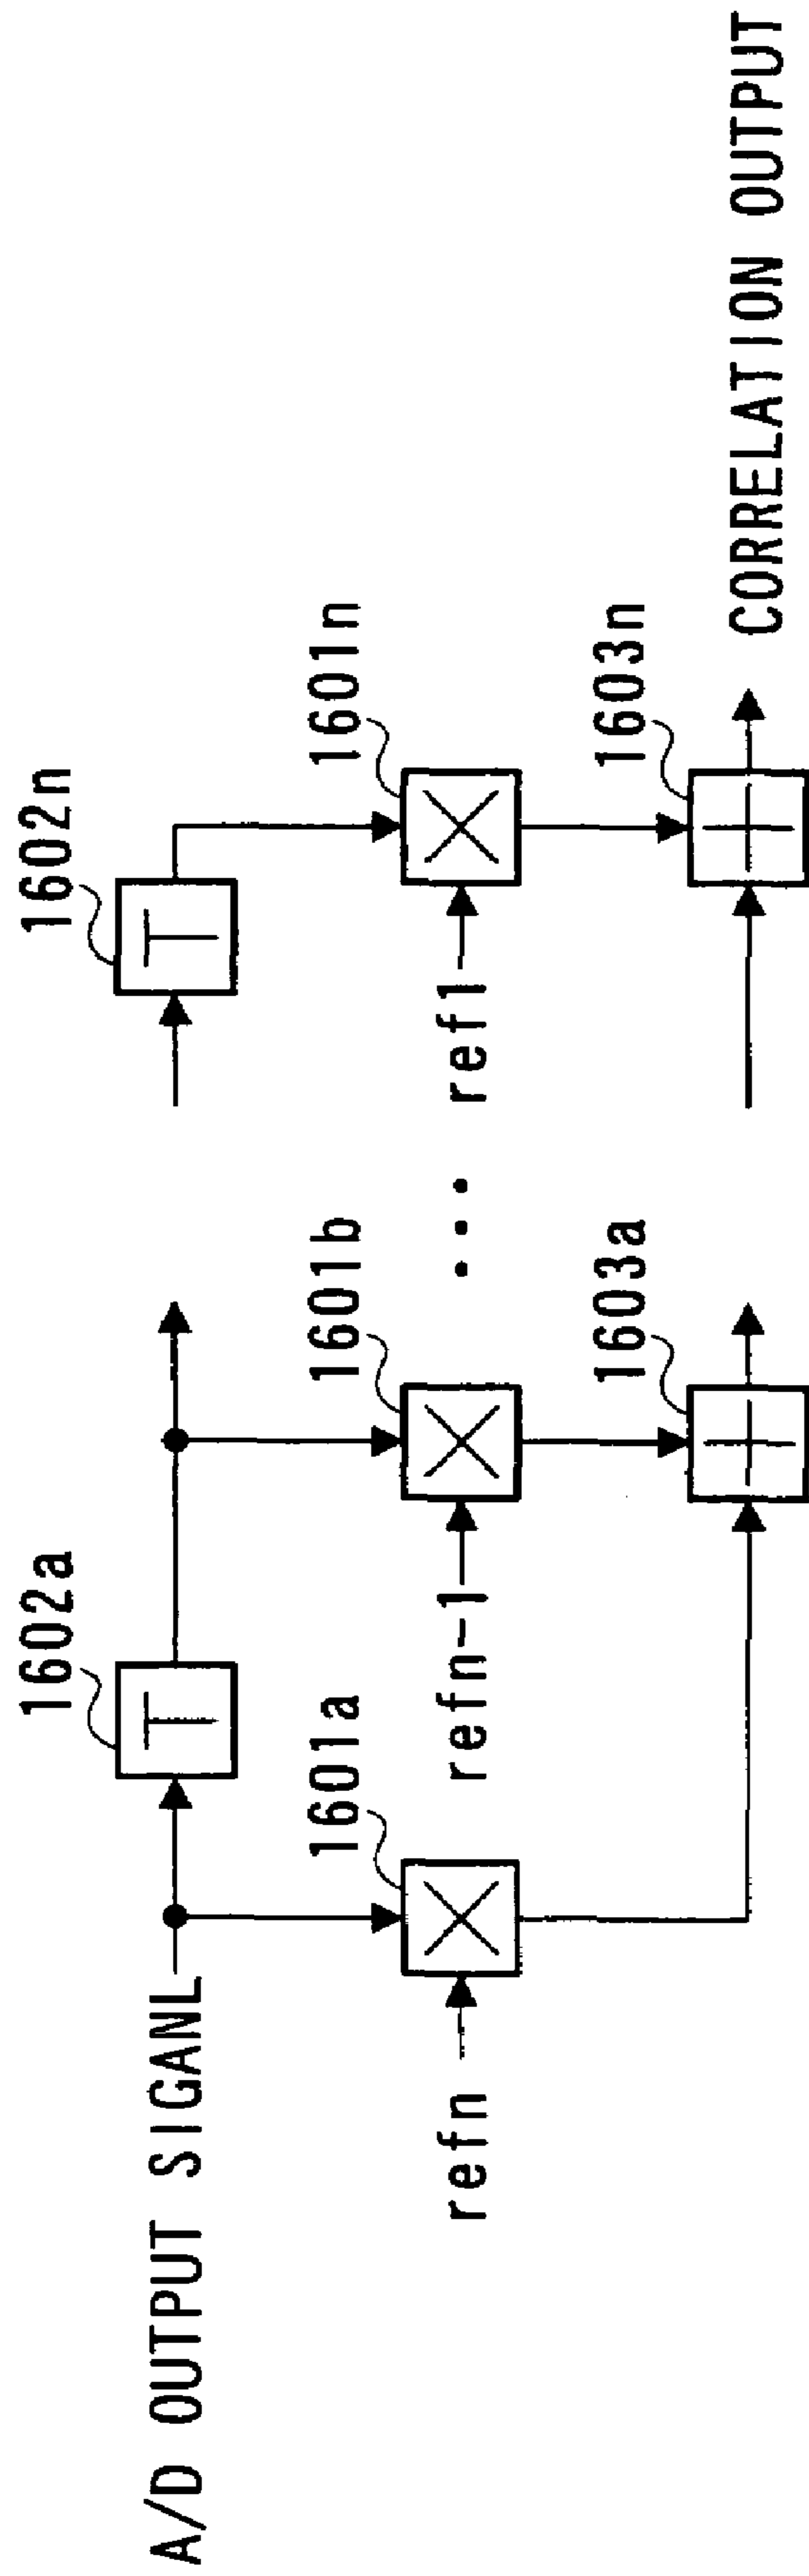 1602a
1602n
A/D OUTPUT SIGANL
T
T
1601a
1601b
1601n
refn
refn-1
...
ref1
1603a
1603n
CORRELATION OUTPUT